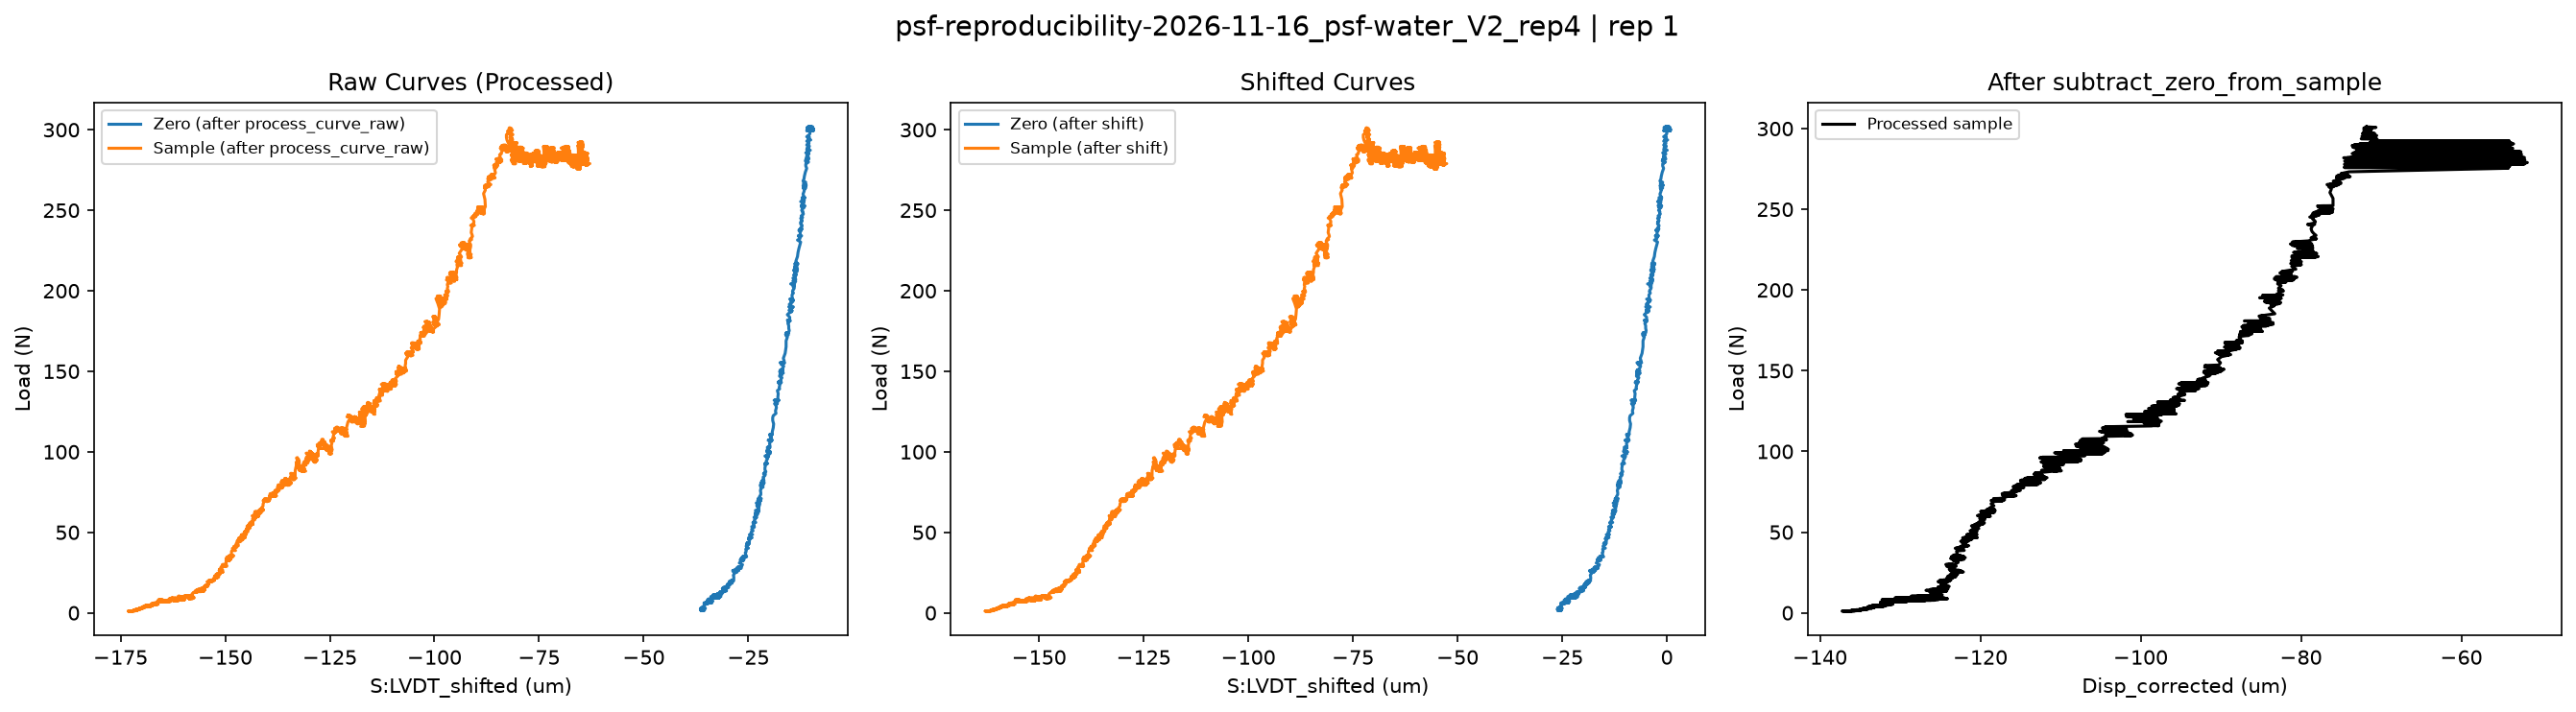 psf-reproducibility-2026-11-16_psf-water_V2_rep4 | rep 1
Raw Curves (Processed)
Zero (after process_curve_raw)
Sample (after process_curve_raw)
Load (N)
300
250
200
150
100
50
0
−175
−150
−125
−100
−75
−50
−25
S:LVDT_shifted (um)
Shifted Curves
Zero (after shift)
Sample (after shift)
Load (N)
300
250
200
150
100
50
0
−150
−125
−100
−75
−50
−25
0
S:LVDT_shifted (um)
After subtract_zero_from_sample
Processed sample
Load (N)
300
250
200
150
100
50
0
−140
−120
−100
−80
−60
Disp_corrected (um)